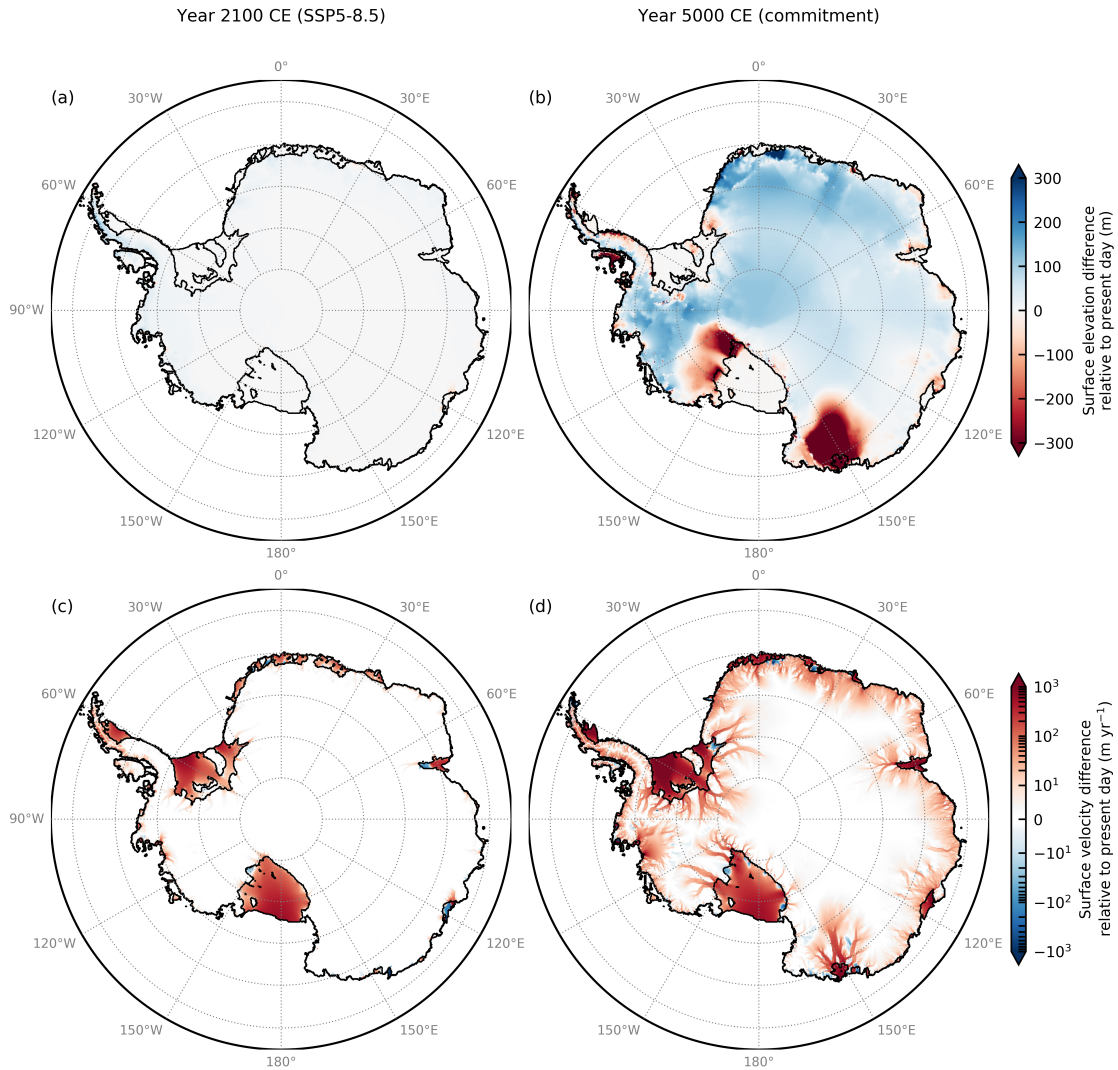 Year 2100 CE (SSP5-8.5)
Year 5000 CE (commitment)
(a)
0°
30°W
30°E
60°W
60°E
90°W
120°W
120°E
150°W
150°E
180°
(b)
0°
30°W
30°E
60°W
60°E
90°W
120°W
120°E
150°W
150°E
180°
300
200
100
0
−100
−200
−300
Surface elevation difference
relative to present day (m)
(c)
0°
30°W
30°E
60°W
60°E
90°W
120°W
120°E
150°W
150°E
180°
(d)
0°
30°W
30°E
60°W
60°E
90°W
120°W
120°E
150°W
150°E
180°
10³
10²
10¹
0
−10¹
−10²
−10³
Surface velocity difference
relative to present day (m yr⁻¹)